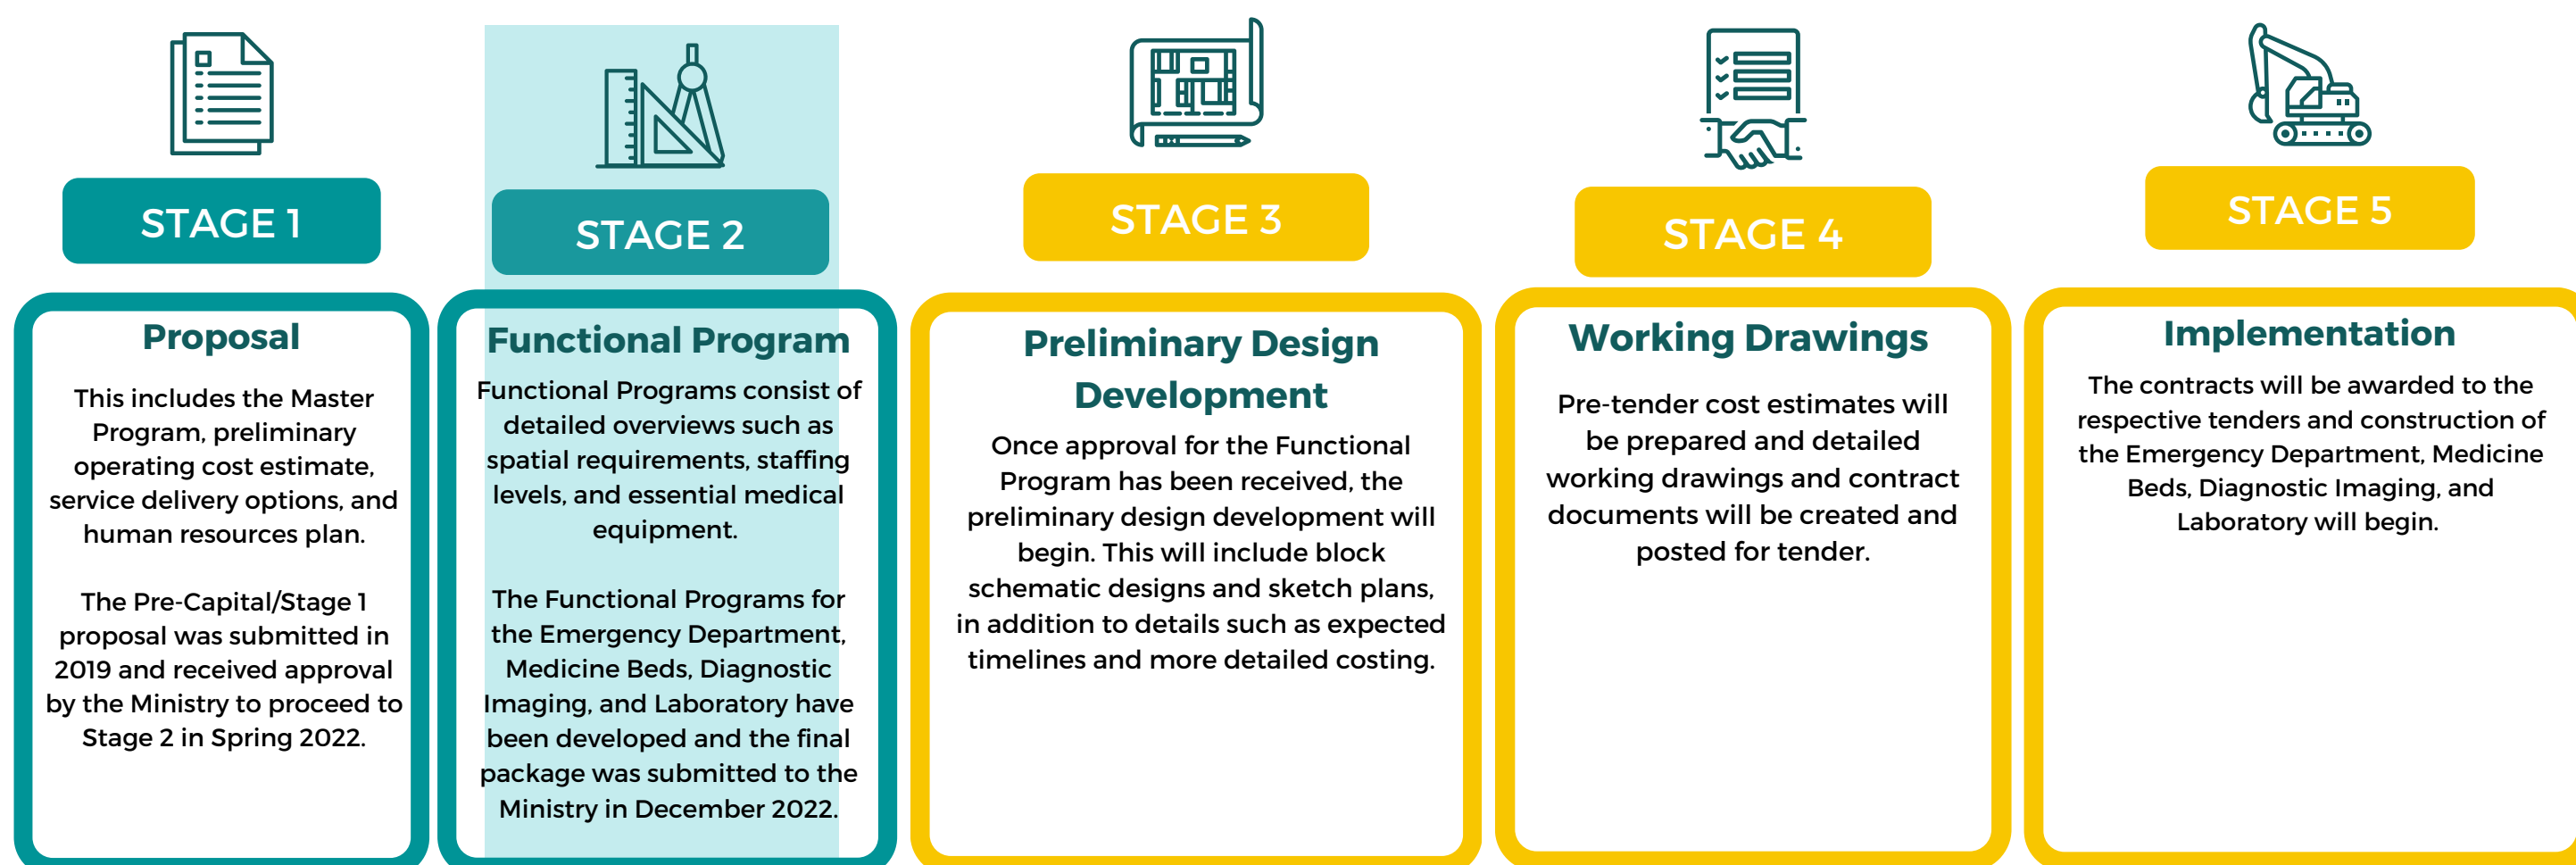 STAGE 1
Proposal
This includes the Master
Program, preliminary
operating cost estimate,
service delivery options, and
human resources plan.
The Pre-Capital/Stage 1
proposal was submitted in
2019 and received approval
by the Ministry to proceed to
Stage 2 in Spring 2022.
STAGE 2
Functional Program
Functional Programs consist of
detailed overviews such as
spatial requirements, staffing
levels, and essential medical
equipment.
The Functional Programs for
the Emergency Department,
Medicine Beds, Diagnostic
Imaging, and Laboratory have
been developed and the final
package was submitted to the
Ministry in December 2022.
STAGE 3
Preliminary Design
Development
Once approval for the Functional
Program has been received, the
preliminary design development will
begin. This will include block
schematic designs and sketch plans,
in addition to details such as expected
timelines and more detailed costing.
STAGE 4
Working Drawings
Pre-tender cost estimates will
be prepared and detailed
working drawings and contract
documents will be created and
posted for tender.
STAGE 5
Implementation
The contracts will be awarded to the
respective tenders and construction of
the Emergency Department, Medicine
Beds, Diagnostic Imaging, and
Laboratory will begin.